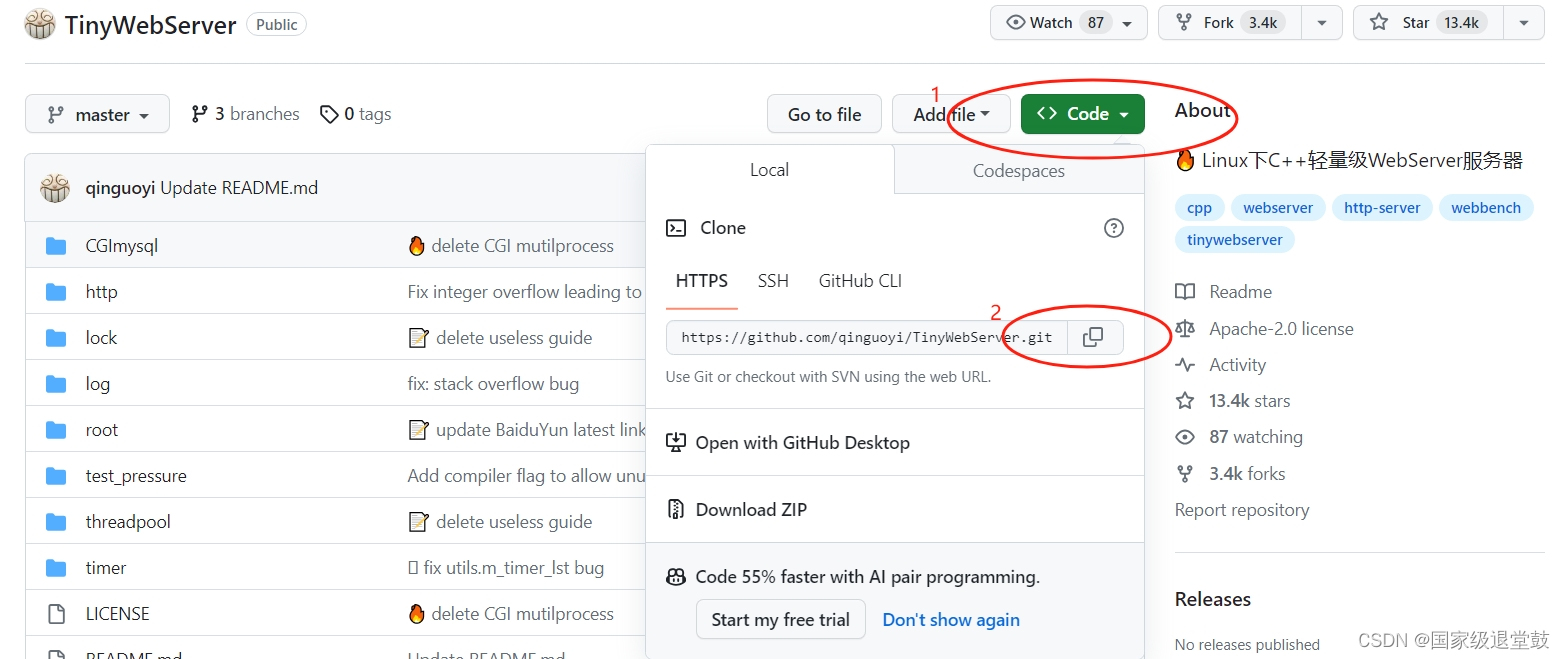 TinyWebServer Public
Watch 87 Fork 3.4k Star 13.4k
master 3 branches 0 tags Go to file Add file Code
1
About
Linux下C++轻量级WebServer服务器
cpp webserver http-server webbench
tinywebserver
Readme
Apache-2.0 license
Activity
13.4k stars
87 watching
3.4k forks
Report repository
Releases
No releases published
qinguoyi Update README.md
CGImysql delete CGI mutilprocess
http Fix integer overflow leading to
lock delete useless guide
log fix: stack overflow bug
root update BaiduYun latest link
test_pressure Add compiler flag to allow unu
threadpool delete useless guide
timer fix utils.m_timer_lst bug
LICENSE delete CGI mutilprocess
README.md Update README.md
Local Codespaces
Clone
HTTPS SSH GitHub CLI
2
https://github.com/qinguoyi/TinyWebServer.git
Use Git or checkout with SVN using the web URL.
Open with GitHub Desktop
Download ZIP
Code 55% faster with AI pair programming.
Start my free trial Don't show again
CSDN @国家级退堂鼓